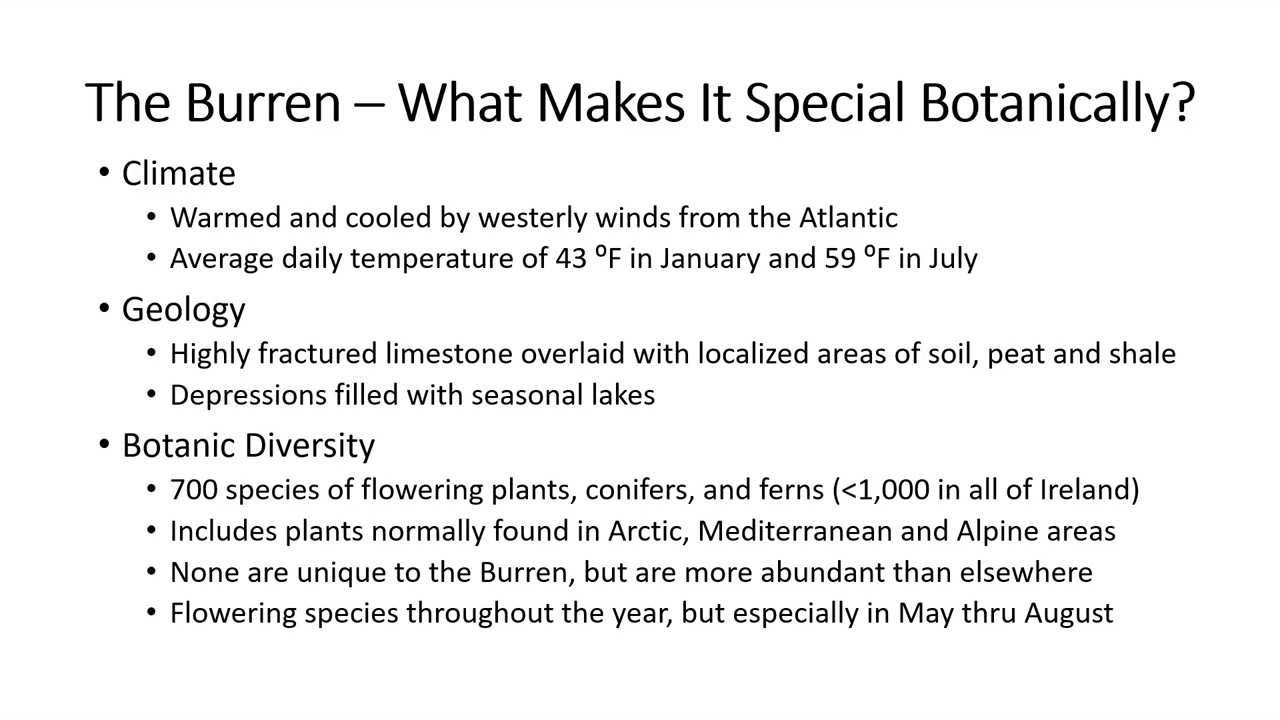 The Burren – What Makes It Special Botanically?
• Climate
• Warmed and cooled by westerly winds from the Atlantic
• Average daily temperature of 43 ⁰F in January and 59 ⁰F in July
• Geology
• Highly fractured limestone overlaid with localized areas of soil, peat and shale
• Depressions filled with seasonal lakes
• Botanic Diversity
• 700 species of flowering plants, conifers, and ferns (<1,000 in all of Ireland)
• Includes plants normally found in Arctic, Mediterranean and Alpine areas
• None are unique to the Burren, but are more abundant than elsewhere
• Flowering species throughout the year, but especially in May thru August